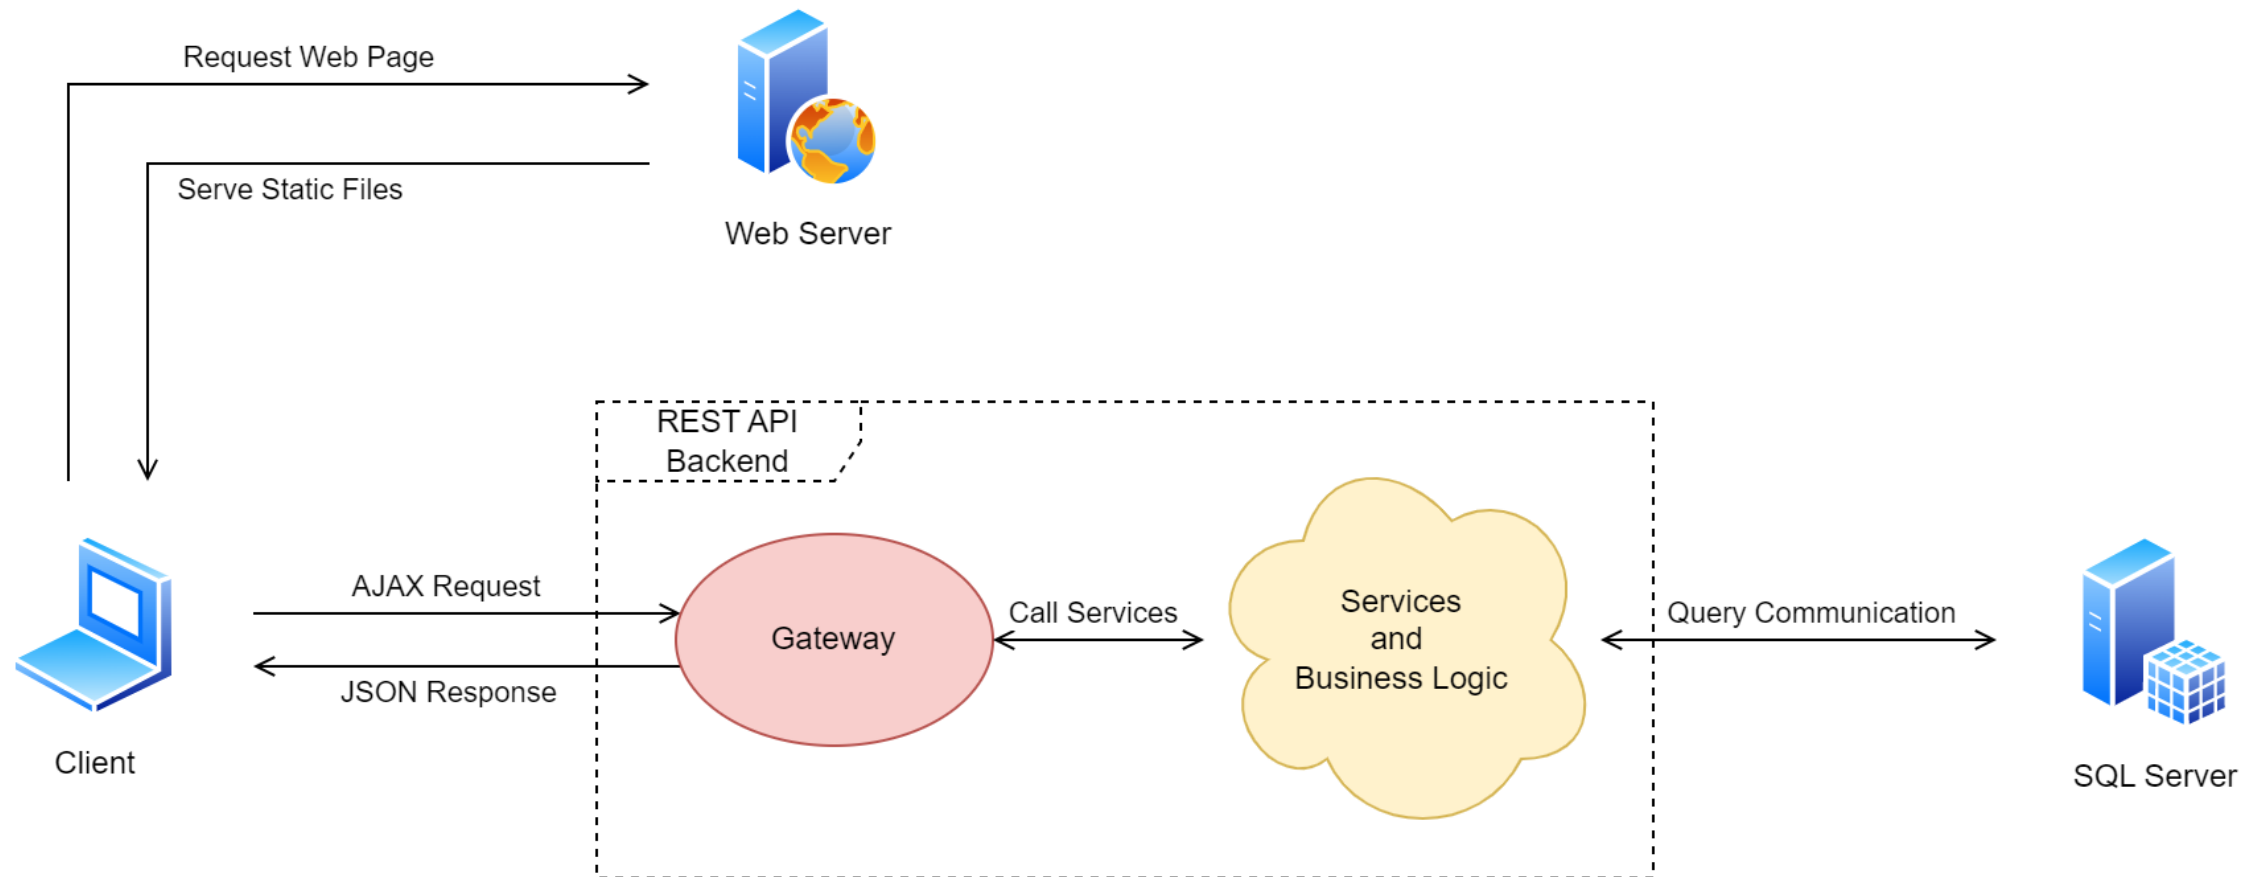 Request Web Page
Serve Static Files
Web Server
REST API
Backend
AJAX Request
JSON Response
Client
Gateway
Call Services
Services
and
Business Logic
Query Communication
SQL Server